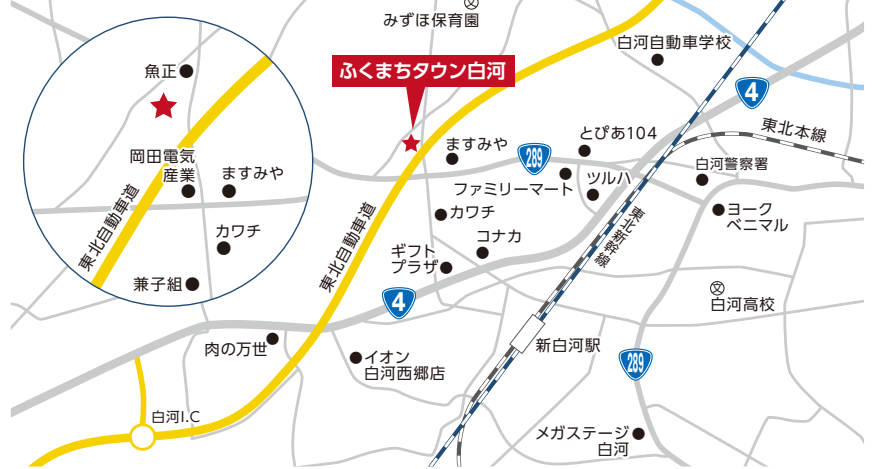 みずほ保育園
白河自動車学校
魚正
ふくまちタウン白河
4
東北本線
とぴあ104
ますみや
289
岡田電気
産業
ますみや
ファミリーマート
ツルハ
白河警察署
カワチ
ヨーク
ベニマル
東北自動車道
カワチ
コナカ
東北新幹線
ギフト
プラザ
東北自動車道
兼子組
4
文
白河高校
肉の万世
イオン
白河西郷店
新白河駅
289
白河I.C
メガステージ
白河
文